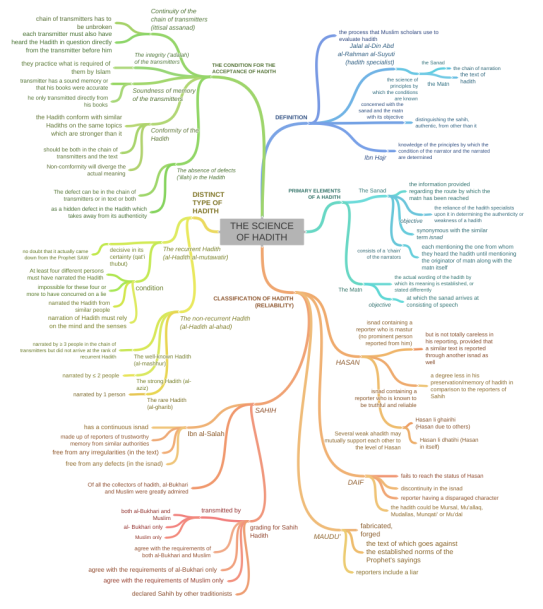 THE SCIENCE
OF HADITH
DEFINITION
the process that Muslim scholars use to
evaluate hadith
Jalal al-Din Abd
al-Rahman al-Suyuti
(hadith specialist)
the science of
principles by
which the conditions
are known
the Sanad
the chain of narration
the Matn
the text of
hadith
concerned with the
sanad and the matn
with its objective
distinguishing the sahih,
authentic, from other than it
Ibn Hajr
knowledge of the principles by which the
condition of the narrator and the narrated
are determined
PRIMARY ELEMENTS
OF A HADITH
The Sanad
the information provided
regarding the route by which the
matn has been reached
objective
the reliance of the hadith specialists
upon it in determining the authenticity or
weakness of a hadith
synonymous with the similar
term Isnad
consists of a 'chain'
of the narrators
each mentioning the one from whom
they heard the hadith until mentioning
the originator of matn along with the
matn itself
The Matn
the actual wording of the hadith by
which its meaning is established, or
stated differently
objective
at which the sanad arrives at
consisting of speech
CLASSIFICATION OF HADITH
(RELIABILITY)
HASAN
isnad containing a
reporter who is mastur
(no prominent person
reported from him)
but is not totally careless in
his reporting, provided that
a similar text is reported
through another isnad as
well
isnad containing a
reporter who is known to
be truthful and reliable
a degree less in his
preservation/memory of hadith in
comparison to the reporters of
Sahih
Several weak ahadith may
mutually support each other to
the level of Hasan
Hasan li ghairihi
(Hasan due to others)
Hasan li dhatihi (Hasan
in itself)
DAIF
fails to reach the status of Hasan
discontinuity in the isnad
reporter having a disparaged character
the hadith could be Mursal, Mu'allaq,
Mudallas, Munqati' or Mu'dal
MAUDU'
fabricated,
forged
the text of which goes against
the established norms of the
Prophet's sayings
reporters include a liar
SAHIH
Ibn al-Salah
has a continuous isnad
made up of reporters of trustworthy
memory from similar authorities
free from any irregularities (in the text)
free from any defects (in the isnad)
Of all the collectors of hadith, al-Bukhari
and Muslim were greatly admired
grading for Sahih
Hadith
transmitted by
both al-Bukhari and
Muslim
al- Bukhari only
Muslim only
agree with the requirements of
both al-Bukhari and Muslim
agree with the requirements of al-Bukhari only
agree with the requirements of Muslim only
declared Sahih by other traditionists
DISTINCT
TYPE OF
HADITH
The recurrent Hadith
(al-Hadith al-mutawatir)
decisive in its
certainty (qat'i
thubut)
no doubt that it actually came
down from the Prophet SAW
condition
At least four different persons
must have narrated the Hadith
impossible for these four or
more to have concurred on a lie
narrated the Hadith from
similar people
narration of Hadith must rely
on the mind and the senses
The non-recurrent Hadith
(al-Hadith al-ahad)
The well-known Hadith
(al-mashhur)
narrated by ≥ 3 people in the chain of
transmitters but did not arrive at the rank of
recurrent Hadith
The strong Hadith (al-
aziz)
narrated by ≤ 2 people
The rare Hadith
(al-gharib)
narrated by 1 person
THE CONDITION FOR THE
ACCEPTANCE OF HADITH
Continuity of the
chain of transmitters
(ittisal assanad)
chain of transmitters has to
be unbroken
each transmitter must also have
heard the Hadith in question directly
from the transmitter before him
The integrity ('adalah)
of the transmitters
they practice what is required of
them by Islam
Soundness of memory
of the transmitters
transmitter has a sound memory or
that his books were accurate
he only transmitted directly from
his books
Conformity of the
Hadith
the Hadith conform with similar
Hadiths on the same topics
which are stronger than it
should be both in the chain of
transmitters and the text
Non-conformity will diverge the
actual meaning
The absence of defects
('illah) in the Hadith
The defect can be in the chain of
transmitters or in text or both
as a hidden defect in the Hadith which
takes away from its authenticity